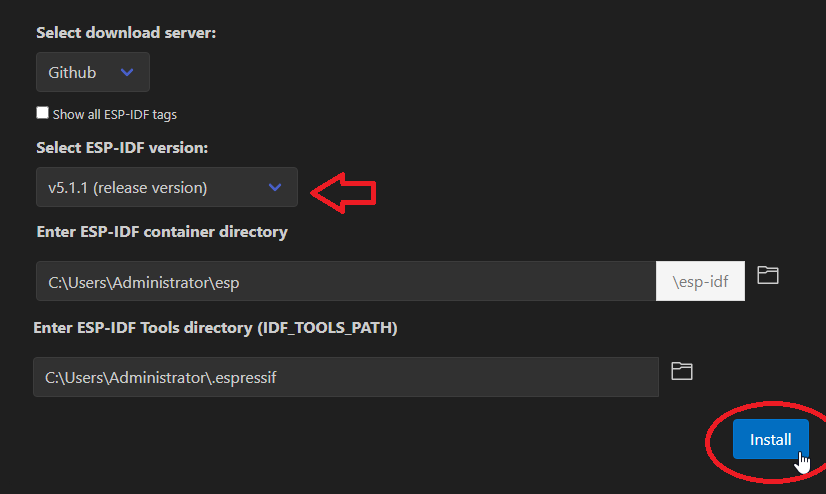 Select download server:
Github
Show all ESP-IDF tags
Select ESP-IDF version:
v5.1.1 (release version)
Enter ESP-IDF container directory
C:\Users\Administrator\esp \esp-idf
Enter ESP-IDF Tools directory (IDF_TOOLS_PATH)
C:\Users\Administrator\.espressif
Install